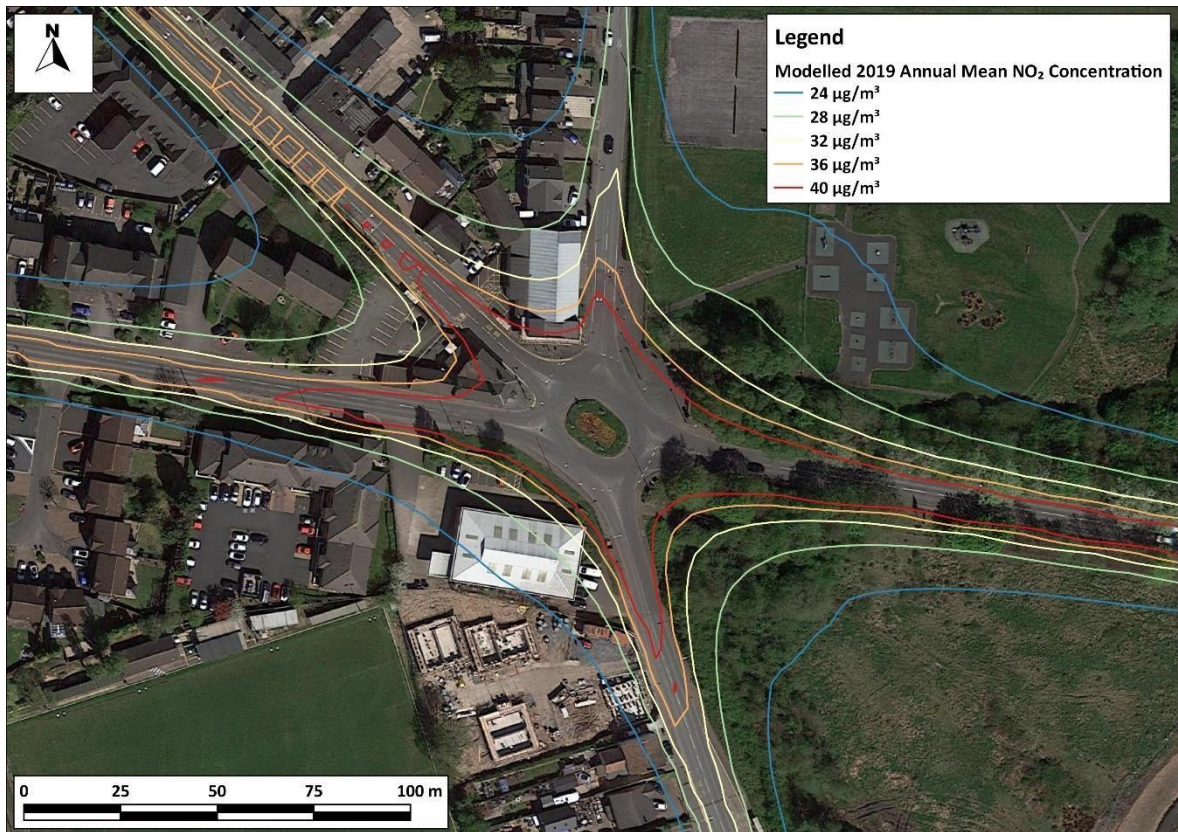 N
Legend
Modelled 2019 Annual Mean NO₂ Concentration
24 µg/m³
28 µg/m³
32 µg/m³
36 µg/m³
40 µg/m³
0 25 50 75 100 m